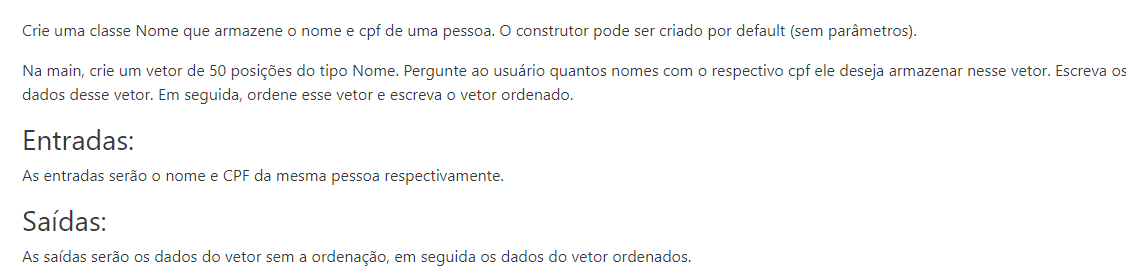 Crie uma classe Nome que armazene o nome e cpf de uma pessoa. O construtor pode ser criado por default (sem parâmetros).
Na main, crie um vetor de 50 posições do tipo Nome. Pergunte ao usuário quantos nomes com o respectivo cpf ele deseja armazenar nesse vetor. Escreva os
dados desse vetor. Em seguida, ordene esse vetor e escreva o vetor ordenado.
Entradas:
As entradas serão o nome e CPF da mesma pessoa respectivamente.
Saídas:
As saídas serão os dados do vetor sem a ordenação, em seguida os dados do vetor ordenados.